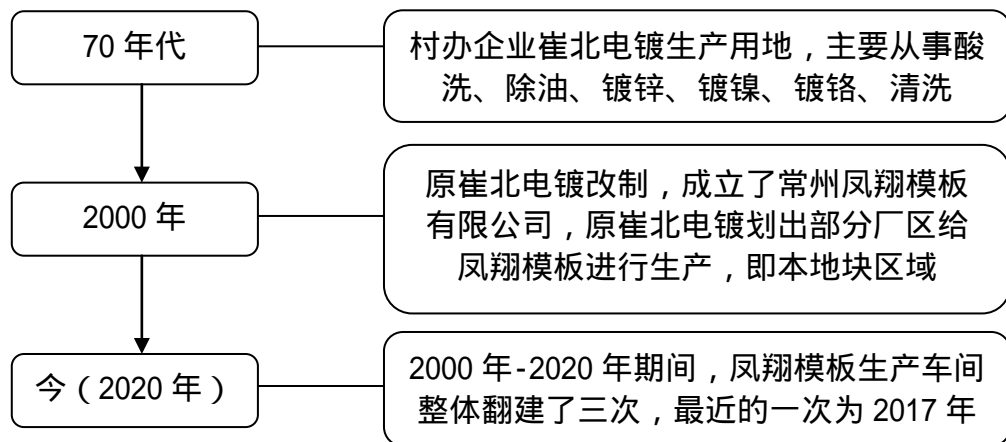 70 年代
村办企业崔北电镀生产用地，主要从事酸
洗、除油、镀锌、镀镍、镀铬、清洗
2000 年
原崔北电镀改制，成立了常州凤翔模板
有限公司，原崔北电镀划出部分厂区给
凤翔模板进行生产，即本地块区域
今（2020 年）
2000 年-2020 年期间，凤翔模板生产车间
整体翻建了三次，最近的一次为 2017 年